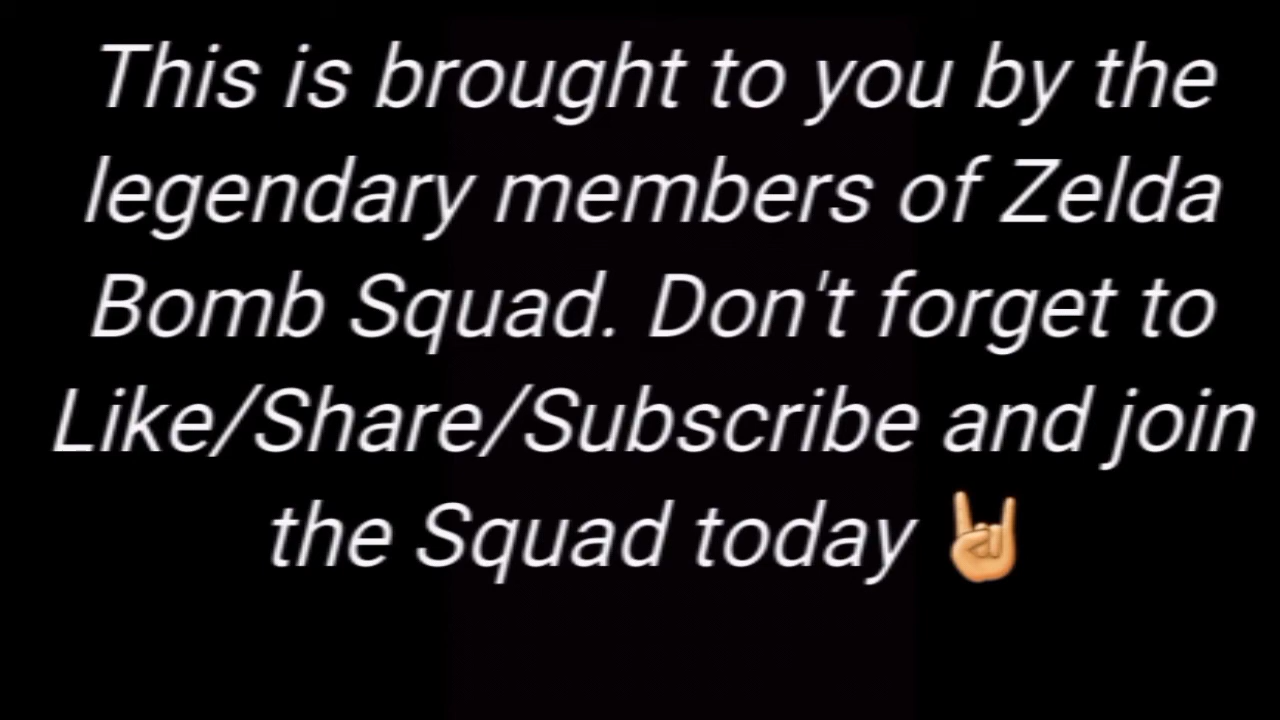 This is brought to you by the
legendary members of Zelda
Bomb Squad. Don't forget to
Like/Share/Subscribe and join
the Squad today 🤘